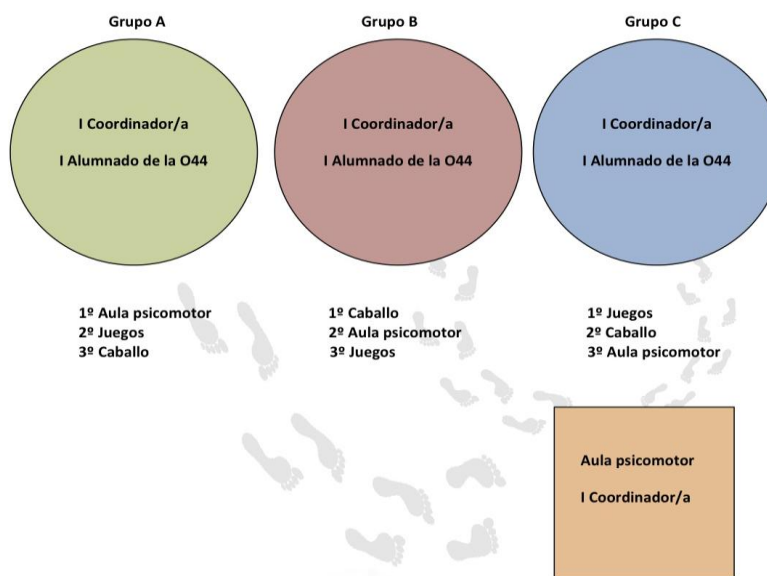 Grupo A
Grupo B
Grupo C
I Coordinador/a
I Alumnado de la O44
I Coordinador/a
I Alumnado de la O44
I Coordinador/a
I Alumnado de la O44
1º Aula psicomotor
2º Juegos
3º Caballo
1º Caballo
2º Aula psicomotor
3º Juegos
1º Juegos
2º Caballo
3º Aula psicomotor
Aula psicomotor
I Coordinador/a